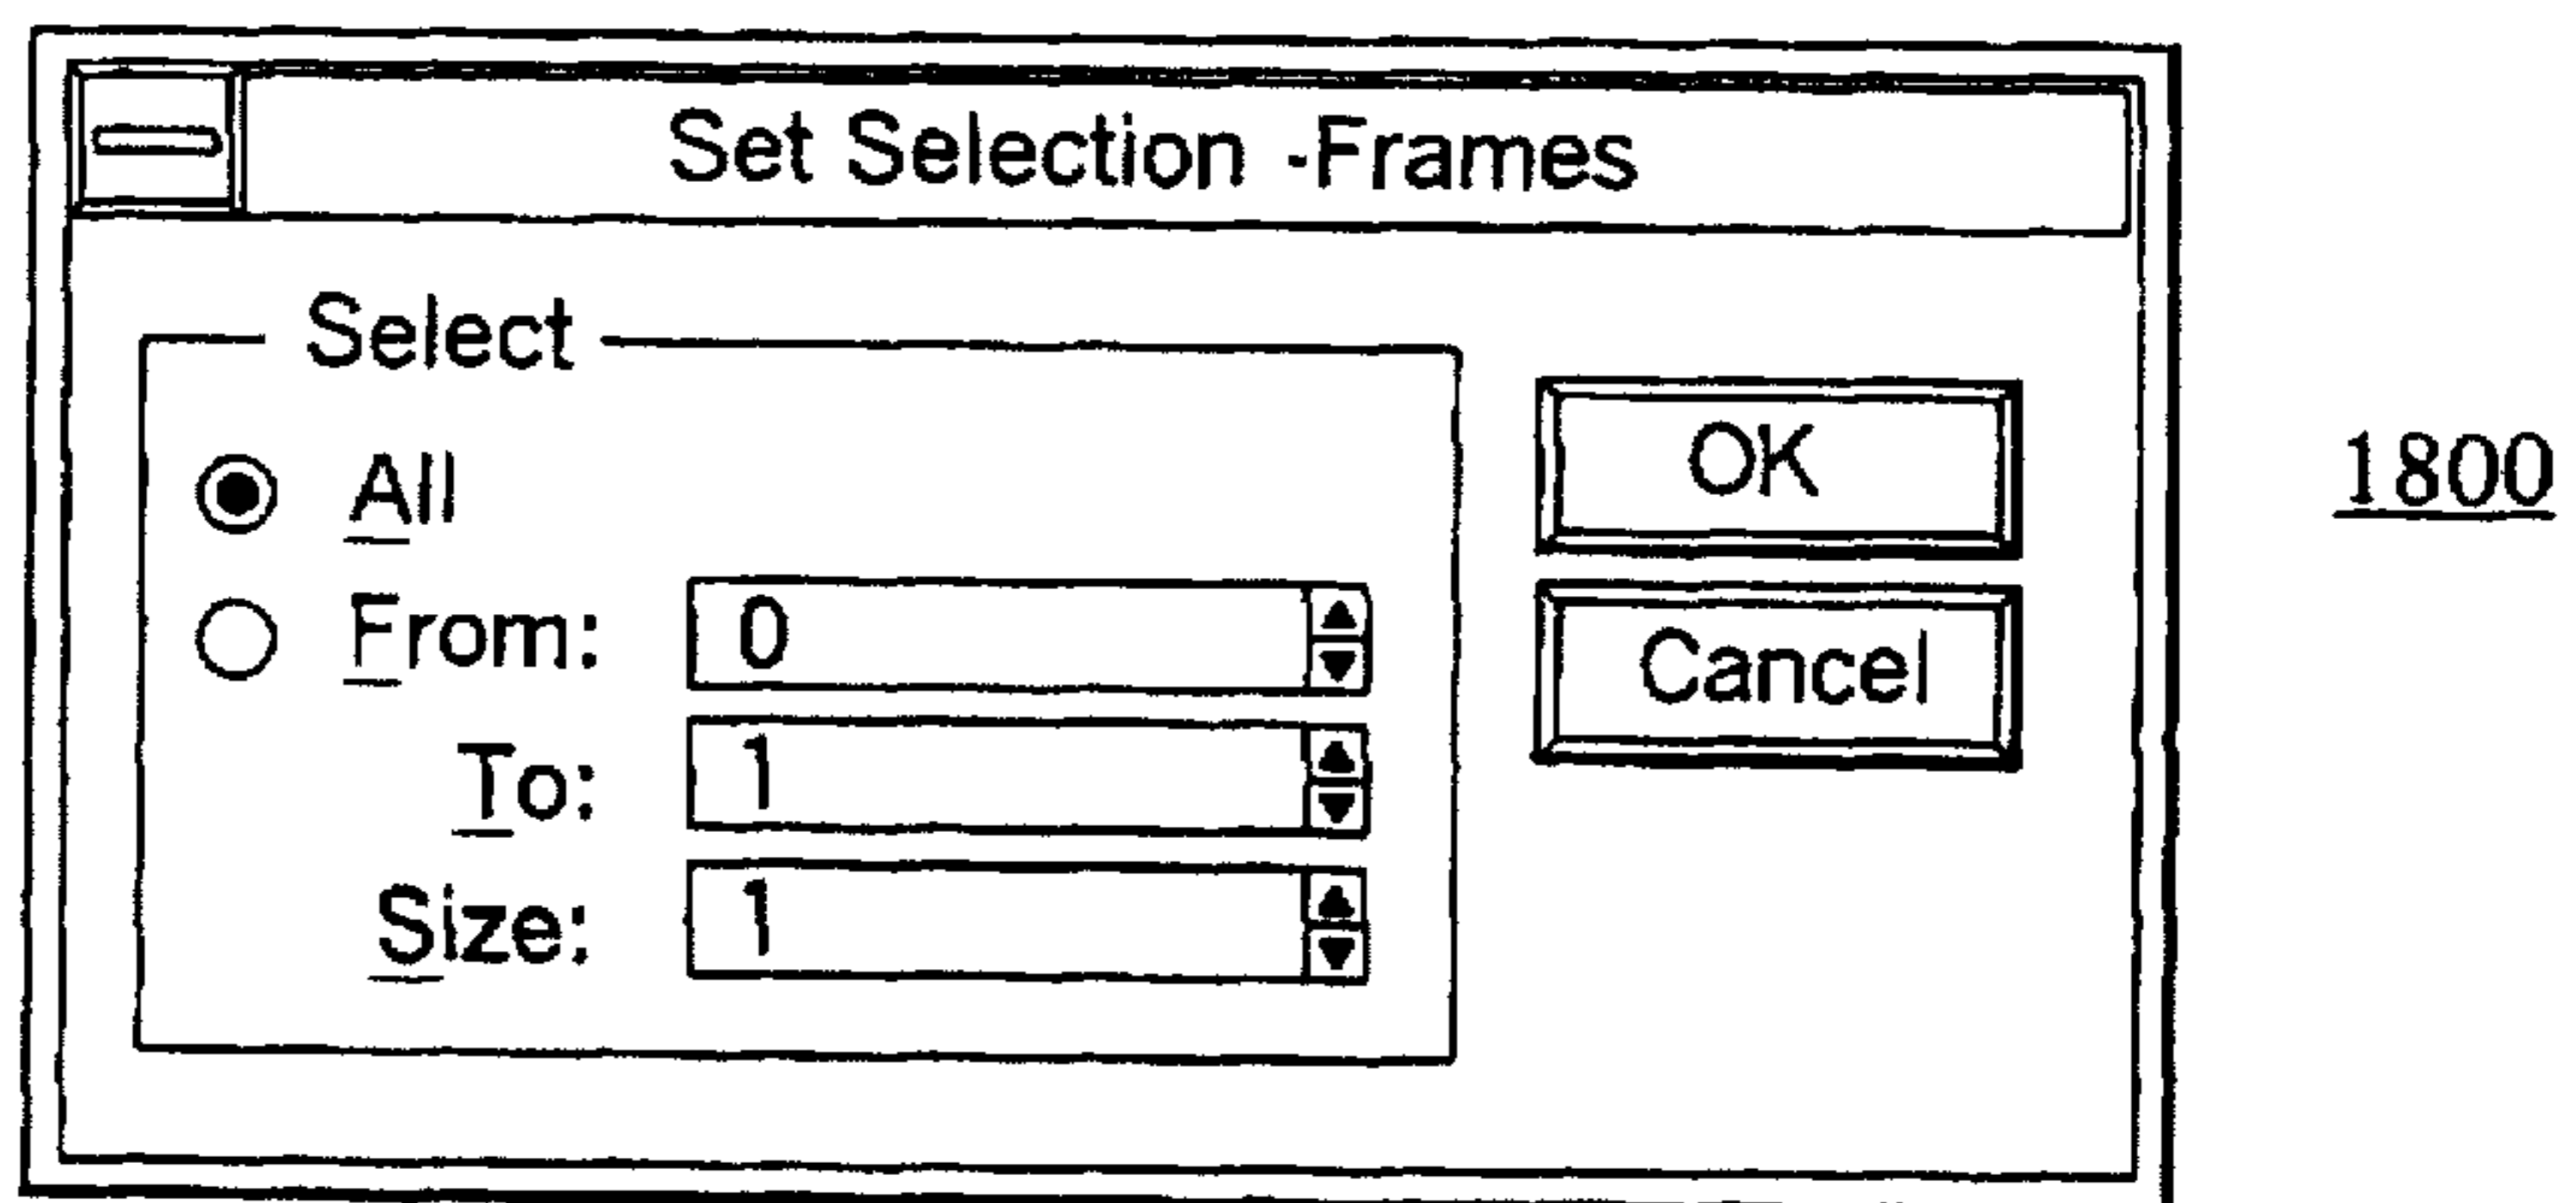 Set Selection -Frames
Select
All
From: 0
To: 1
Size: 1
OK
Cancel
1800